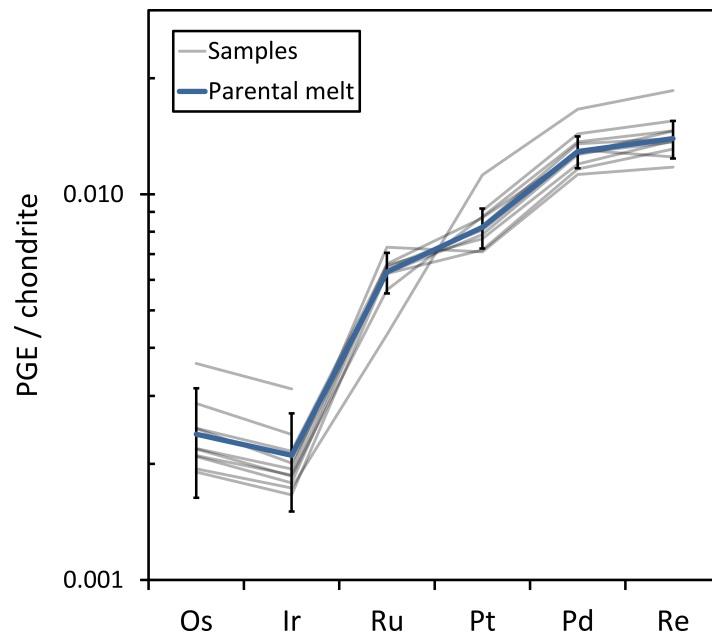 Samples
Parental melt
0.010
PGE / chondrite
0.001
Os Ir Ru Pt Pd Re